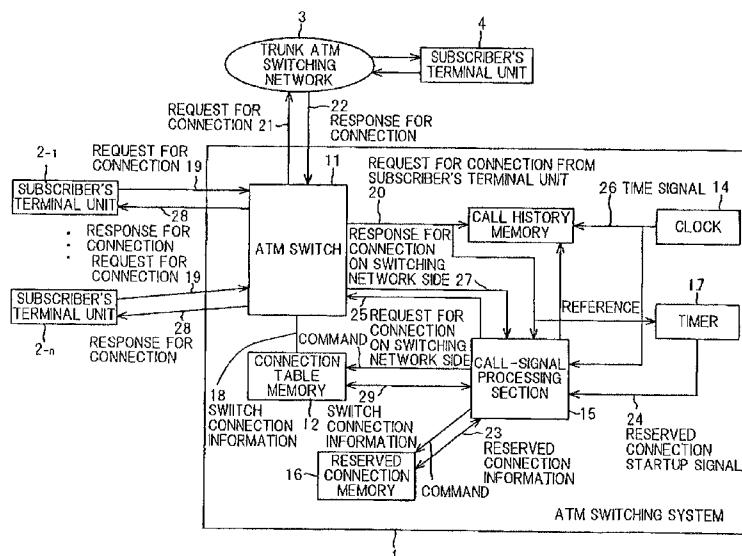 3
4
TRUNK ATM
SWITCHING
NETWORK
SUBSCRIBER'S
TERMINAL UNIT
REQUEST FOR
CONNECTION 21
22
RESPONSE FOR
CONNECTION
2-1
REQUEST FOR
CONNECTION 19
SUBSCRIBER'S
TERMINAL UNIT
28
RESPONSE FOR
CONNECTION
REQUEST FOR
CONNECTION 19
SUBSCRIBER'S
TERMINAL UNIT
2-n
28
RESPONSE FOR
CONNECTION
11
ATM SWITCH
REQUEST FOR CONNECTION FROM
SUBSCRIBER'S TERMINAL UNIT
20
RESPONSE FOR
CONNECTION
ON SWITCHING
NETWORK SIDE 27
CALL HISTORY
MEMORY
26 TIME SIGNAL
14
CLOCK
25
REQUEST FOR
CONNECTION
ON SWITCHING
NETWORK SIDE
COMMAND
REFERENCE
17
TIMER
18
SWITCH
CONNECTION
INFORMATION
CONNECTION
TABLE
MEMORY
12
29
SWITCH
CONNECTION
INFORMATION
CALL-SIGNAL
PROCESSING
SECTION
15
24
RESERVED
CONNECTION
STARTUP SIGNAL
16
RESERVED
CONNECTION
MEMORY
23
RESERVED
CONNECTION
INFORMATION
COMMAND
ATM SWITCHING SYSTEM
1